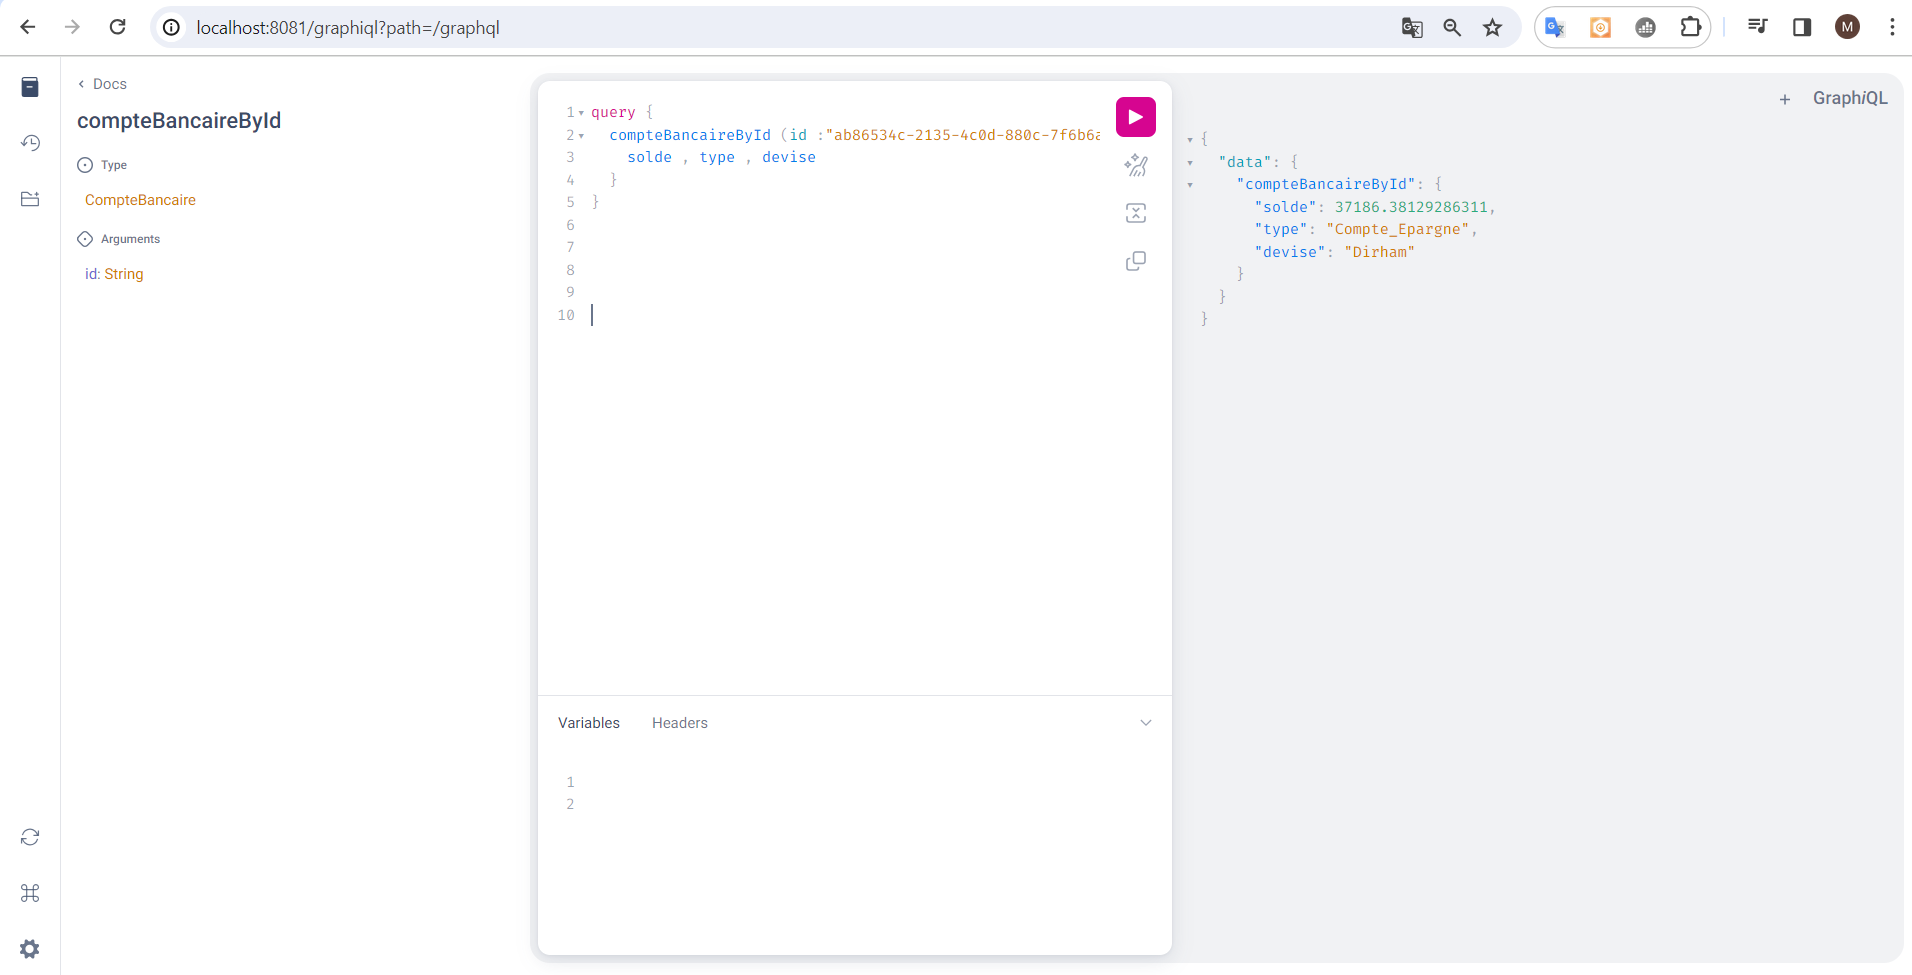 localhost:8081/graphiql?path=/graphql
M
Docs
compteBancaireById
Type
CompteBancaire
Arguments
id: String
1 query {
2 compteBancaireById (id :"ab86534c-2135-4c0d-880c-7f6b6a
3 solde , type , devise
4 }
5 }
6
7
8
9
10
Variables Headers
1
2
+ GraphiQL
{
"data": {
"compteBancaireById": {
"solde": 37186.38129286311,
"type": "Compte_Epargne",
"devise": "Dirham"
}
}
}